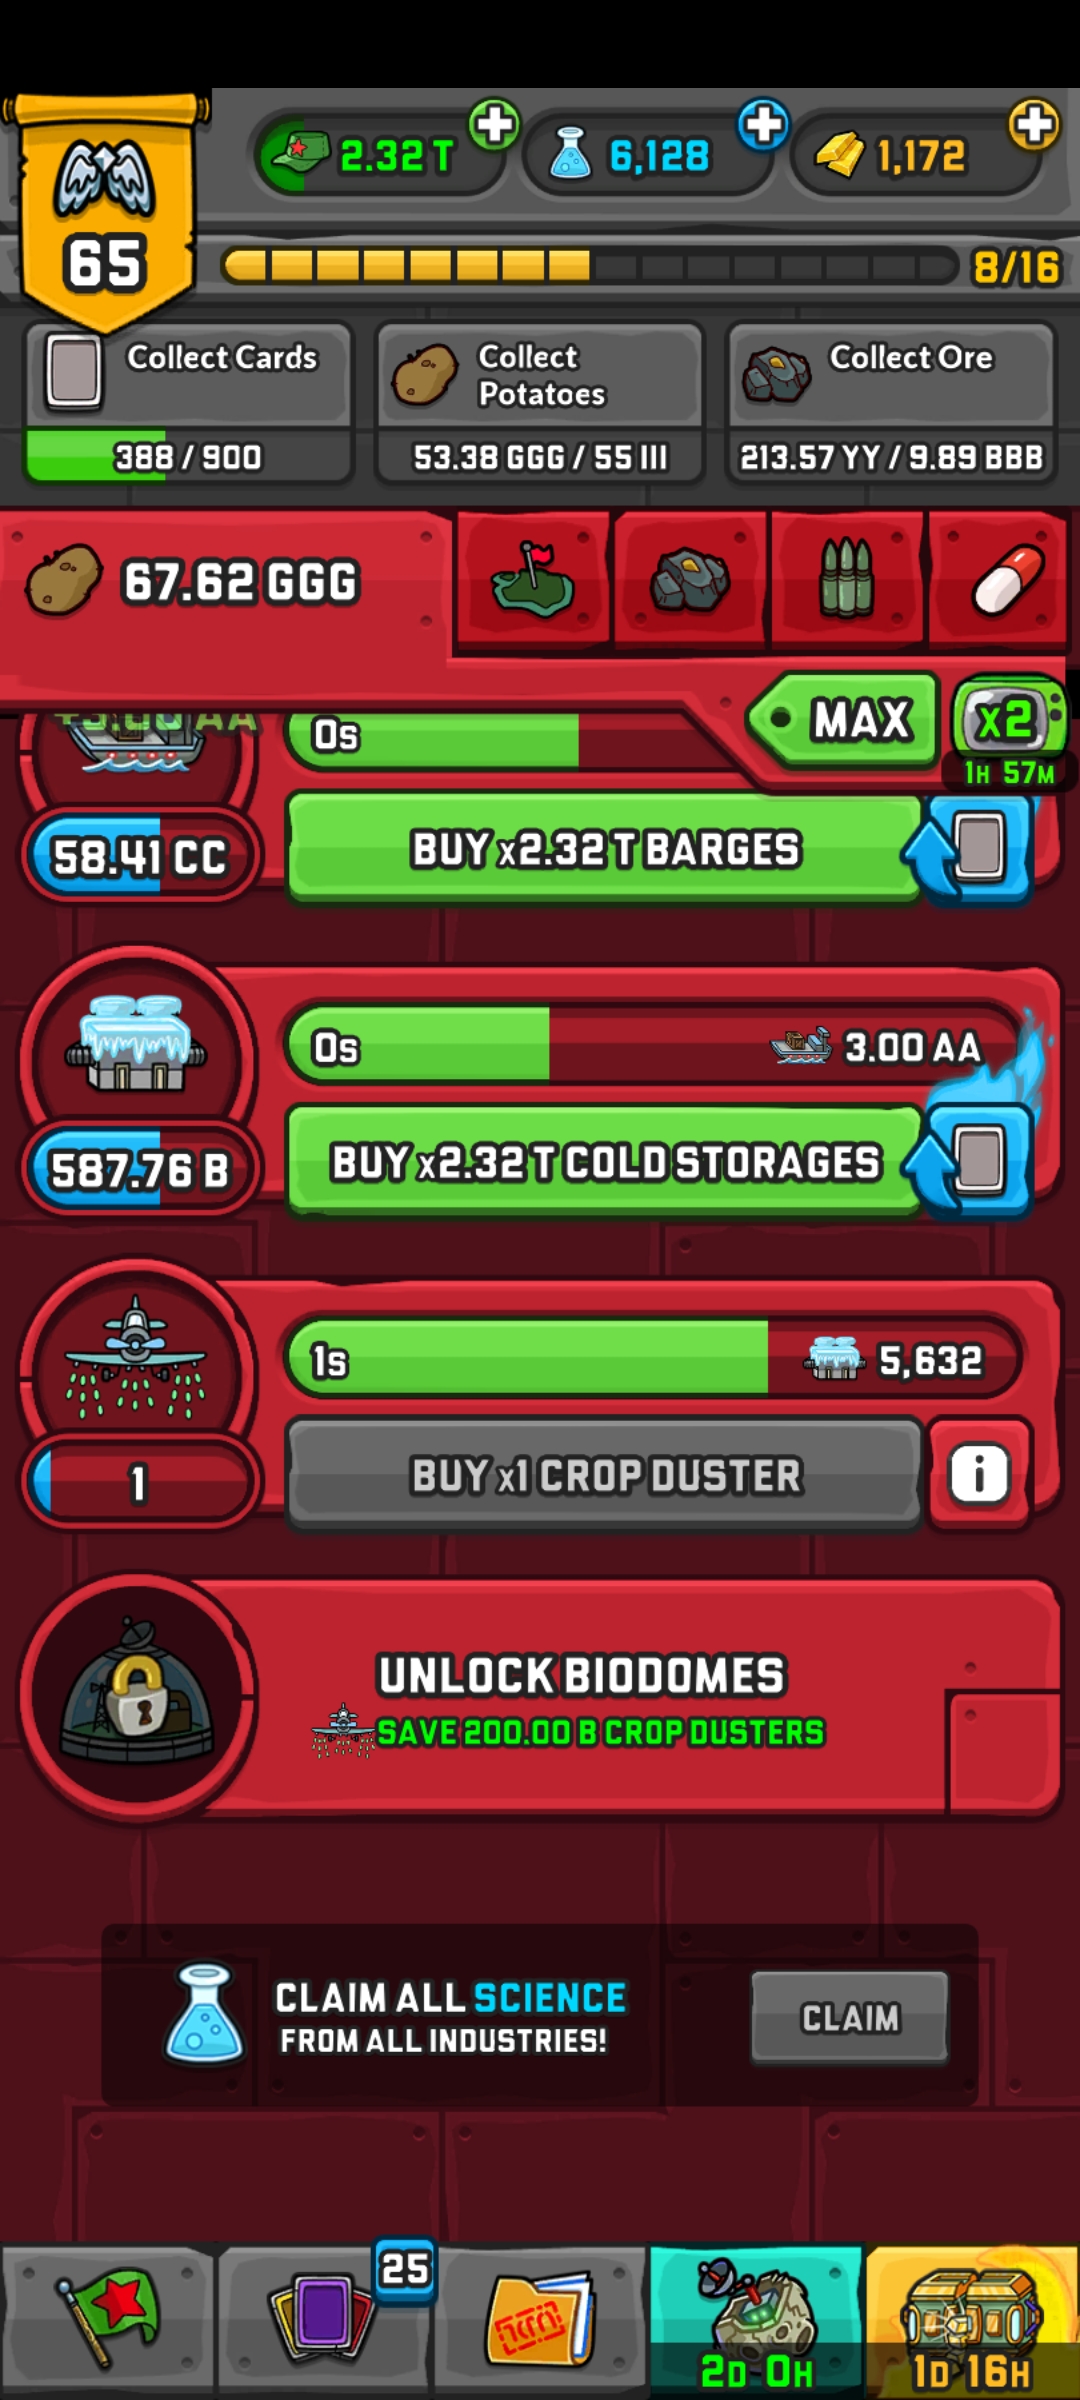 2.32 T
6,128
1,172
65
8/16
Collect Cards
388 / 900
Collect
Potatoes
53.38 GGG / 55 III
Collect Ore
213.57 YY / 9.89 BBB
67.62 GGG
MAX
x2
1H 57M
+3.00 AA
0s
58.41 CC
BUY x2.32 T BARGES
0s
3.00 AA
587.76 B
BUY x2.32 T COLD STORAGES
1s
5,632
1
BUY x1 CROP DUSTER
i
UNLOCK BIODOMES
SAVE 200.00 B CROP DUSTERS
CLAIM ALL SCIENCE
FROM ALL INDUSTRIES!
CLAIM
25
2D 0H
1D 16H